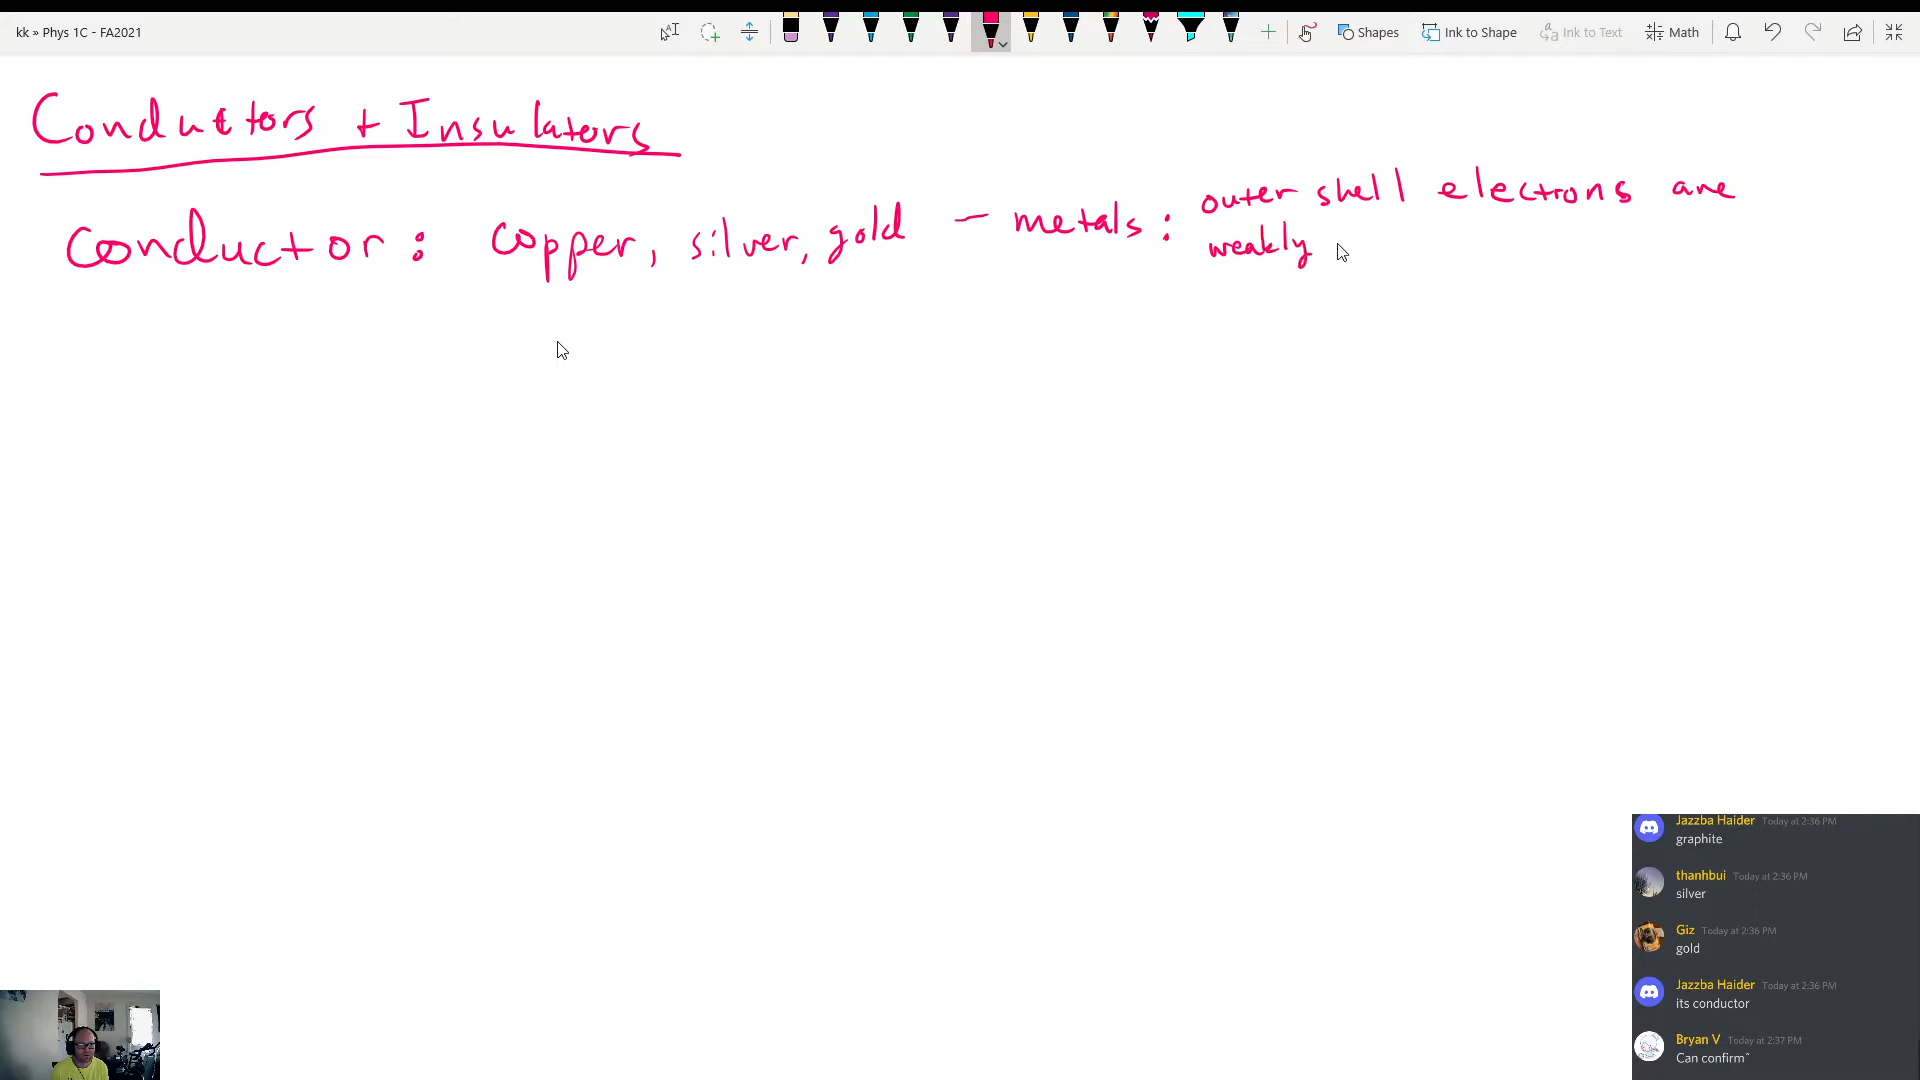 kk » Phys 1C - FA2021
Shapes
Ink to Shape
Ink to Text
Math
Conductors + Insulators
Conductor: copper, silver, gold – metals: outer shell electrons are
weakly
Jazzba Haider Today at 2:36 PM
graphite
thanhbui Today at 2:36 PM
silver
Giz Today at 2:36 PM
gold
Jazzba Haider Today at 2:36 PM
its conductor
Bryan V Today at 2:37 PM
Can confirm^